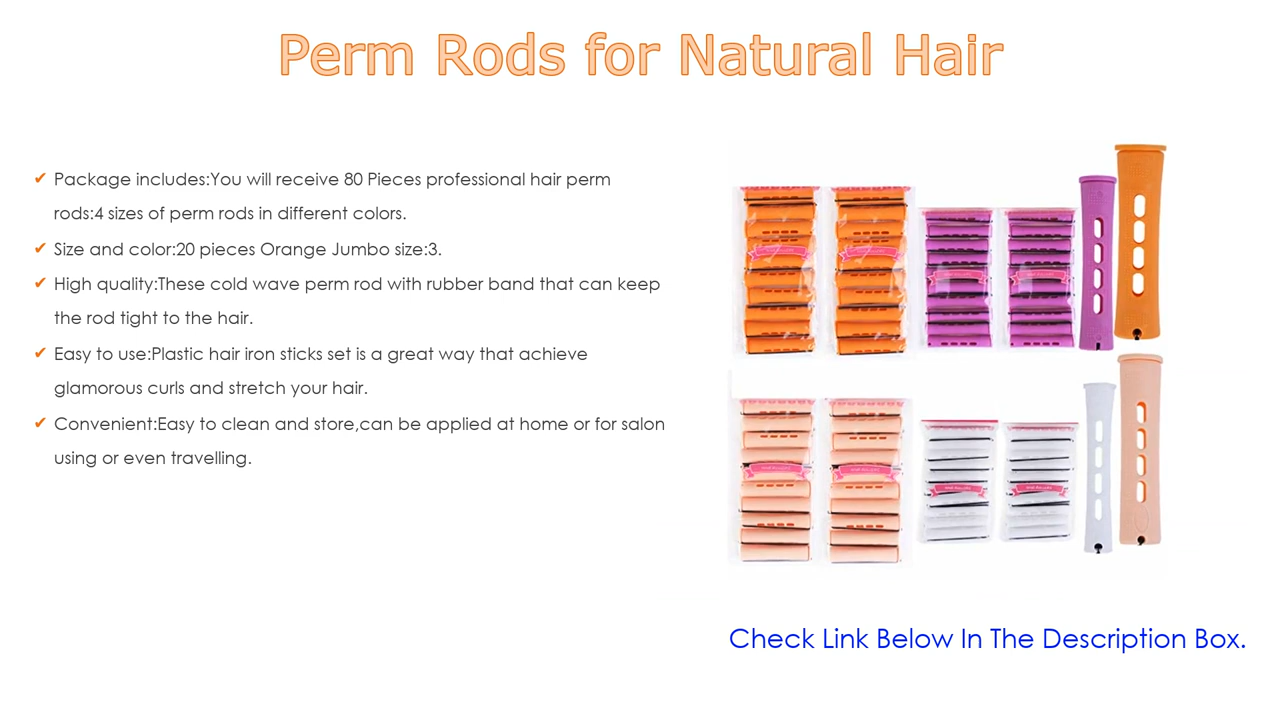 Perm Rods for Natural Hair
Package includes:You will receive 80 Pieces professional hair perm
rods:4 sizes of perm rods in different colors.
Size and color:20 pieces Orange Jumbo size:3.
High quality:These cold wave perm rod with rubber band that can keep
the rod tight to the hair.
Easy to use:Plastic hair iron sticks set is a great way that achieve
glamorous curls and stretch your hair.
Convenient:Easy to clean and store,can be applied at home or for salon
using or even travelling.
Check Link Below In The Description Box.